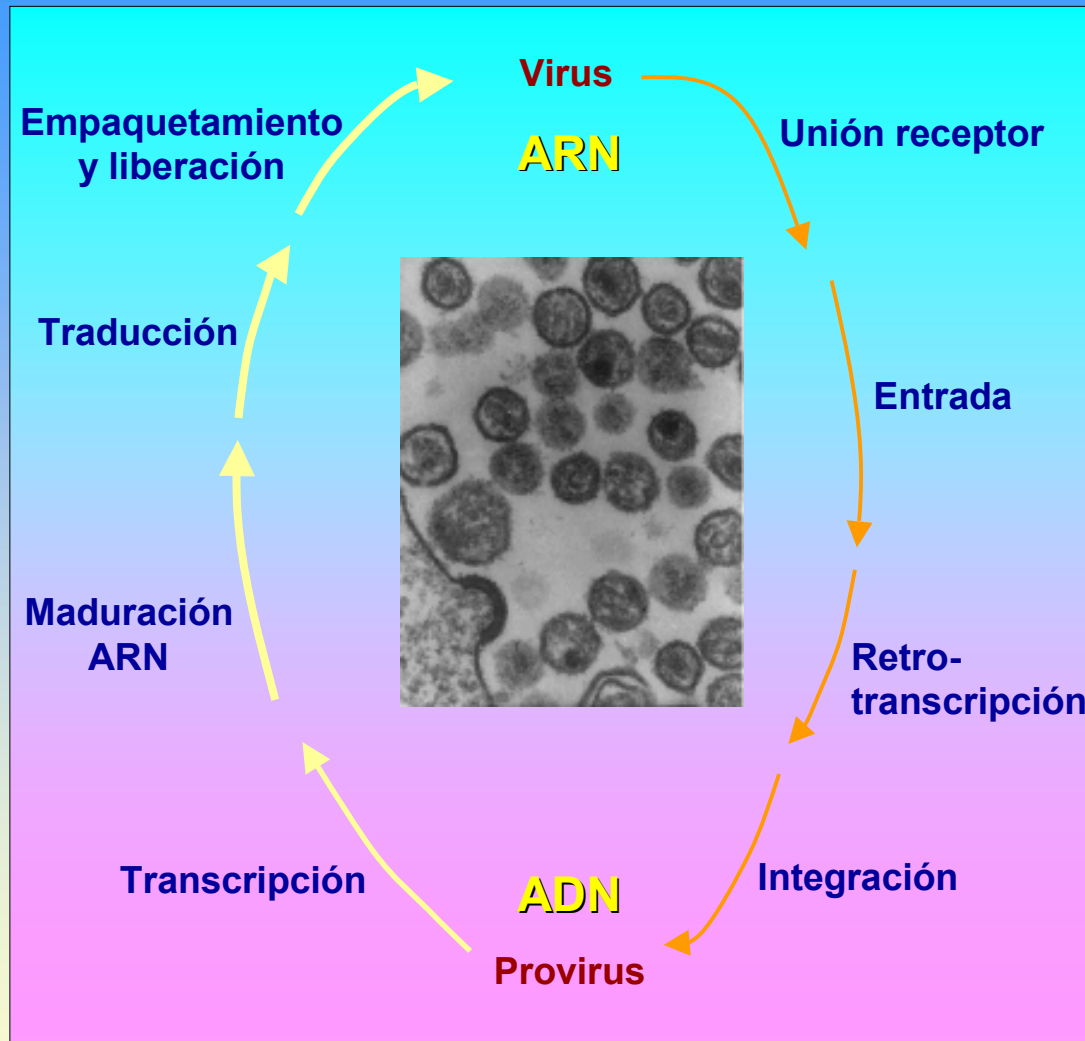 Virus
ARN
Unión receptor
Entrada
Retro-
transcripción
Integración
ADN
Provirus
Transcripción
Maduración
ARN
Traducción
Empaquetamiento
y liberación